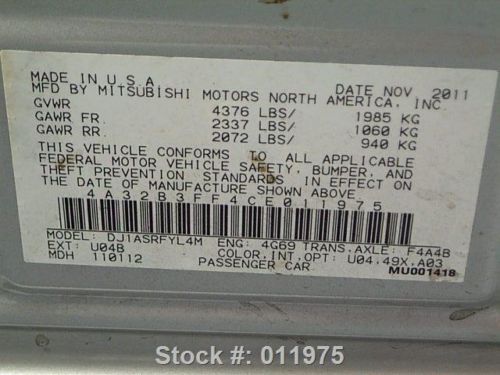 MADE IN U.S.A. DATE NOV, 2011
MFD BY MITSUBISHI MOTORS NORTH AMERICA, INC.
GVWR 4376 LBS/ 1985 KG
GAWR FR. 2337 LBS/ 1060 KG
GAWR RR. 2072 LBS/ 940 KG
THIS VEHICLE CONFORMS TO ALL APPLICABLE
FEDERAL MOTOR VEHICLE SAFETY, BUMPER, AND
THEFT PREVENTION STANDARDS IN EFFECT ON
THE DATE OF MANUFACTURE SHOWN ABOVE.
4A32B3FF4CE011975
MODEL: DJ1ASRFYL4M ENG: 4G69 TRANS.AXLE: F4A4B
EXT: U04B COLOR,INT,OPT: U04,49X,A03
MDH 110112 PASSENGER CAR MU001418
Stock #: 011975